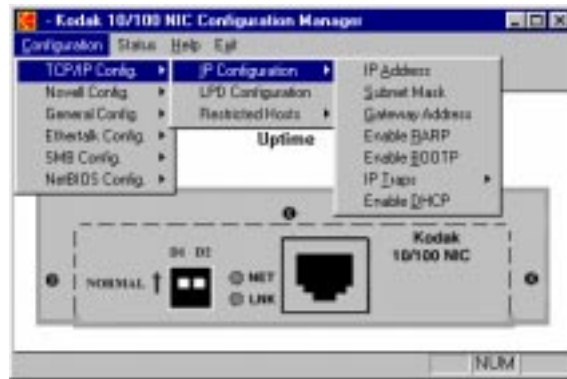 - Kodak 10/100 NIC Configuration Manager
Configuration Status Help Exit
TCP/IP Config.
Novell Config.
General Config.
Ethertalk Config.
SMB Config.
NetBIOS Config.
IP Configuration
LPD Configuration
Restricted Hosts
IP Address
Subnet Mask
Gateway Address
Enable RARP
Enable BOOTP
IP Traps
Enable DHCP
Uptime
Kodak
10/100 NIC
D1 D2
NORMAL
NET
LNK
NUM